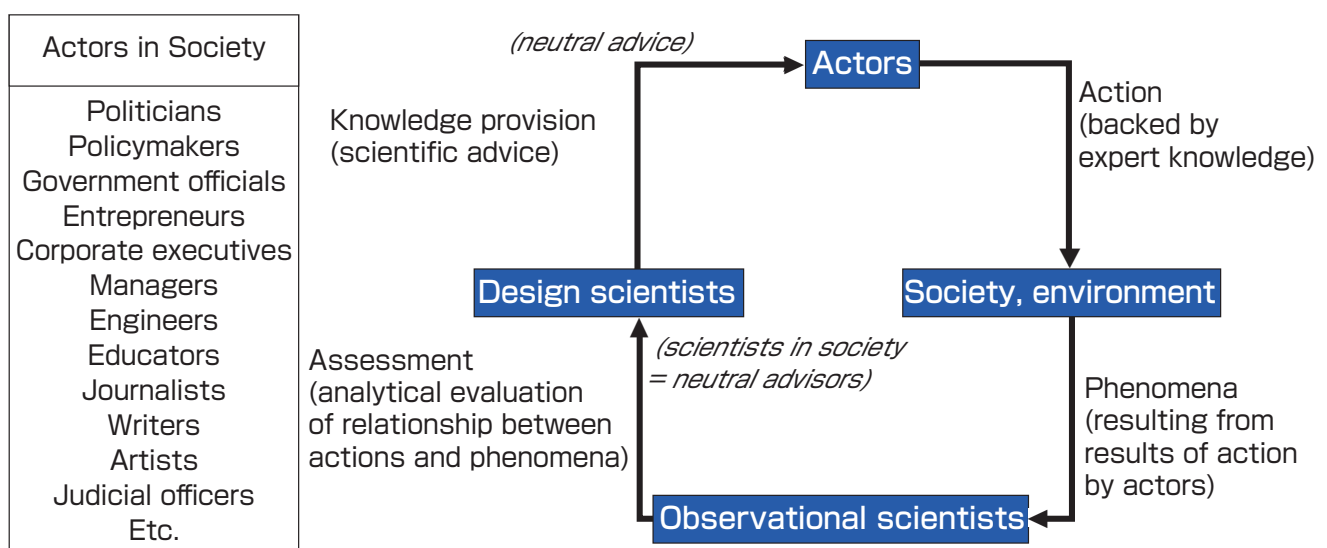 Actors in Society
Politicians
Policymakers
Government officials
Entrepreneurs
Corporate executives
Managers
Engineers
Educators
Journalists
Writers
Artists
Judicial officers
Etc.
(neutral advice)
Actors
Knowledge provision
(scientific advice)
Action
(backed by
expert knowledge)
Design scientists
Society, environment
(scientists in society
= neutral advisors)
Assessment
(analytical evaluation
of relationship between
actions and phenomena)
Phenomena
(resulting from
results of action
by actors)
Observational scientists